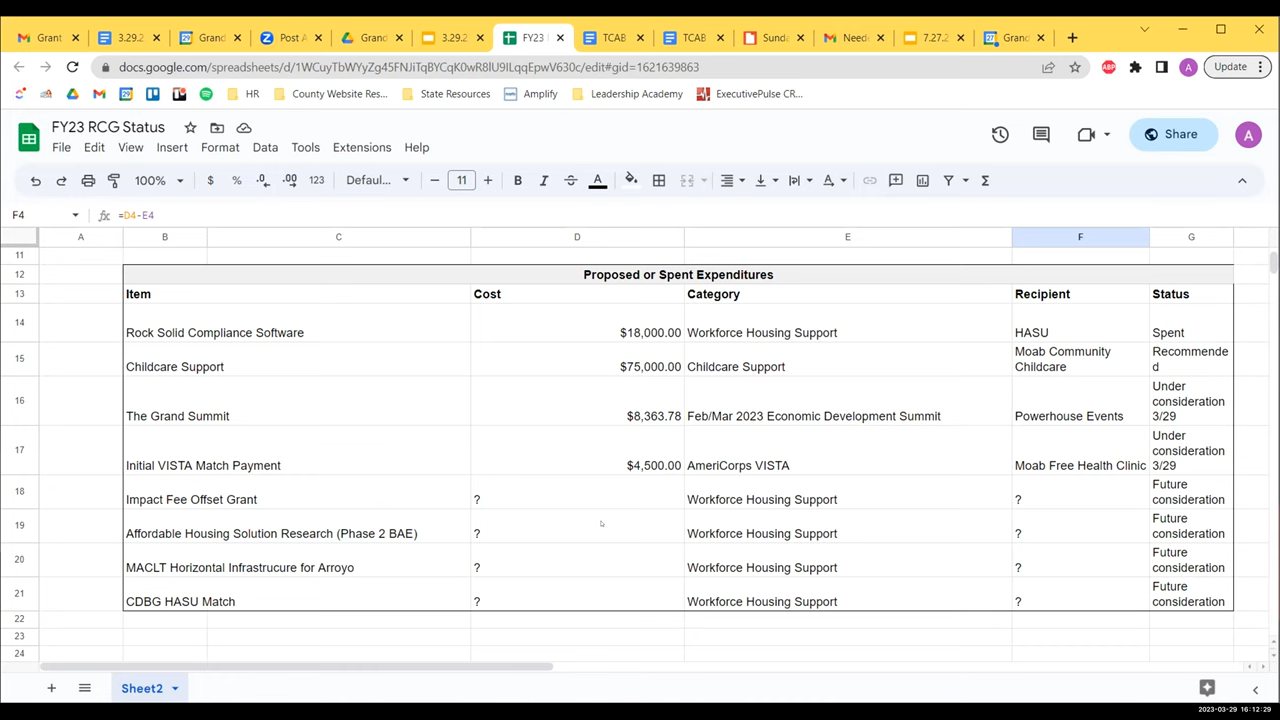 Grant
3.29.2
Grand
Post A
Grand
3.29.2
FY23
TCAB
TCAB
Sunda
Neede
7.27.2
Grand
docs.google.com/spreadsheets/d/
/edit#gid=1621639863
ABP
A
Update
HR
County Website Res...
State Resources
Amplify
Leadership Academy
ExecutivePulse CR...
FY23 RCG Status
File Edit View Insert Format Data Tools Extensions Help
Share
A
100% $ % .0 .00 123 Defaul... − 11 + B I S A Σ
F4 fx =D4-E4
A B C D E F G
11
12 Proposed or Spent Expenditures
13 Item Cost Category Recipient Status
14 Rock Solid Compliance Software $18,000.00 Workforce Housing Support HASU Spent
15 Childcare Support $75,000.00 Childcare Support Moab Community
Childcare
Recommende
d
16 The Grand Summit $8,363.78 Feb/Mar 2023 Economic Development Summit Powerhouse Events Under
consideration
3/29
17 Initial VISTA Match Payment $4,500.00 AmeriCorps VISTA Moab Free Health Clinic Under
consideration
3/29
18 Impact Fee Offset Grant ? Workforce Housing Support ? Future
consideration
19 Affordable Housing Solution Research (Phase 2 BAE) ? Workforce Housing Support ? Future
consideration
20 MACLT Horizontal Infrastrucure for Arroyo ? Workforce Housing Support ? Future
consideration
21 CDBG HASU Match ? Workforce Housing Support ? Future
consideration
22
23
24
+ Sheet2
2023-03-29 16:12:29